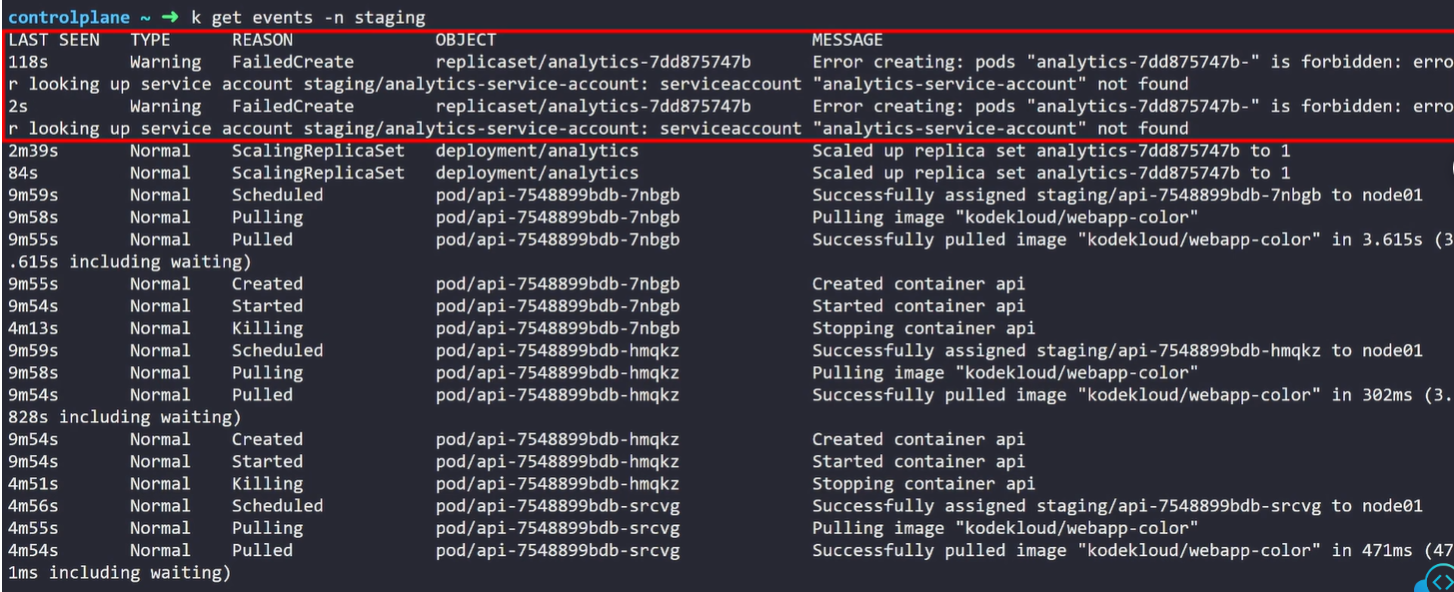 controlplane ~ ➜ k get events -n staging
LAST SEEN   TYPE      REASON              OBJECT                            MESSAGE
118s        Warning   FailedCreate        replicaset/analytics-7dd875747b   Error creating: pods "analytics-7dd875747b-" is forbidden: erro
r looking up service account staging/analytics-service-account: serviceaccount "analytics-service-account" not found
2s          Warning   FailedCreate        replicaset/analytics-7dd875747b   Error creating: pods "analytics-7dd875747b-" is forbidden: erro
r looking up service account staging/analytics-service-account: serviceaccount "analytics-service-account" not found
2m39s       Normal    ScalingReplicaSet   deployment/analytics              Scaled up replica set analytics-7dd875747b to 1
84s         Normal    ScalingReplicaSet   deployment/analytics              Scaled up replica set analytics-7dd875747b to 1
9m59s       Normal    Scheduled           pod/api-7548899bdb-7nbgb          Successfully assigned staging/api-7548899bdb-7nbgb to node01
9m58s       Normal    Pulling             pod/api-7548899bdb-7nbgb          Pulling image "kodekloud/webapp-color"
9m55s       Normal    Pulled              pod/api-7548899bdb-7nbgb          Successfully pulled image "kodekloud/webapp-color" in 3.615s (3
.615s including waiting)
9m55s       Normal    Created             pod/api-7548899bdb-7nbgb          Created container api
9m54s       Normal    Started             pod/api-7548899bdb-7nbgb          Started container api
4m13s       Normal    Killing             pod/api-7548899bdb-7nbgb          Stopping container api
9m59s       Normal    Scheduled           pod/api-7548899bdb-hmqkz          Successfully assigned staging/api-7548899bdb-hmqkz to node01
9m58s       Normal    Pulling             pod/api-7548899bdb-hmqkz          Pulling image "kodekloud/webapp-color"
9m54s       Normal    Pulled              pod/api-7548899bdb-hmqkz          Successfully pulled image "kodekloud/webapp-color" in 302ms (3.
828s including waiting)
9m54s       Normal    Created             pod/api-7548899bdb-hmqkz          Created container api
9m54s       Normal    Started             pod/api-7548899bdb-hmqkz          Started container api
4m51s       Normal    Killing             pod/api-7548899bdb-hmqkz          Stopping container api
4m56s       Normal    Scheduled           pod/api-7548899bdb-srcvg          Successfully assigned staging/api-7548899bdb-srcvg to node01
4m55s       Normal    Pulling             pod/api-7548899bdb-srcvg          Pulling image "kodekloud/webapp-color"
4m54s       Normal    Pulled              pod/api-7548899bdb-srcvg          Successfully pulled image "kodekloud/webapp-color" in 471ms (47
1ms including waiting)